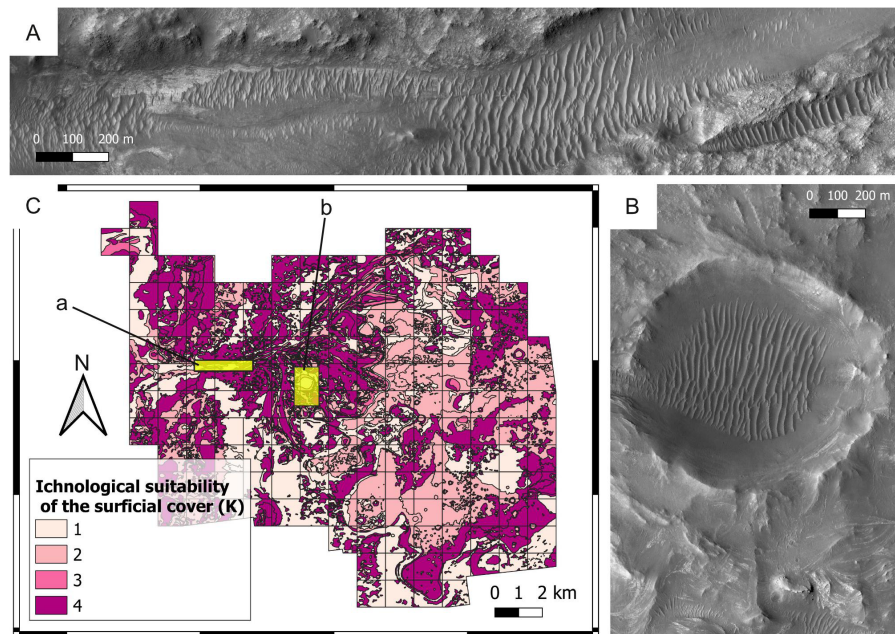 A
0 100 200 m
B
0 100 200 m
C
b
a
N
Ichnological suitability
of the surficial cover (K)
1
2
3
4
0 1 2 km